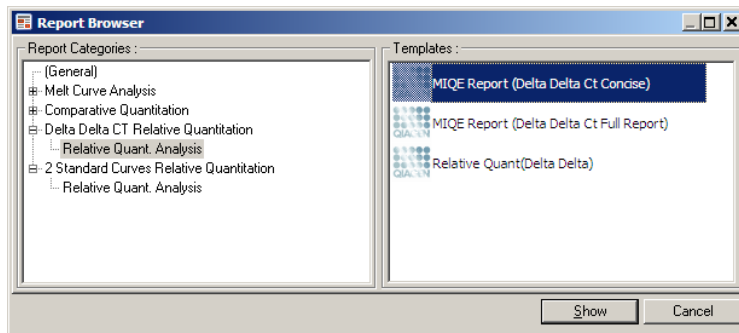 Report Browser
Report Categories :
(General)
Melt Curve Analysis
Comparative Quantitation
Delta Delta CT Relative Quantitation
Relative Quant. Analysis
2 Standard Curves Relative Quantitation
Relative Quant. Analysis
Templates :
MIQE Report (Delta Delta Ct Concise)
QIAGEN
MIQE Report (Delta Delta Ct Full Report)
QIAGEN
Relative Quant(Delta Delta)
Show
Cancel